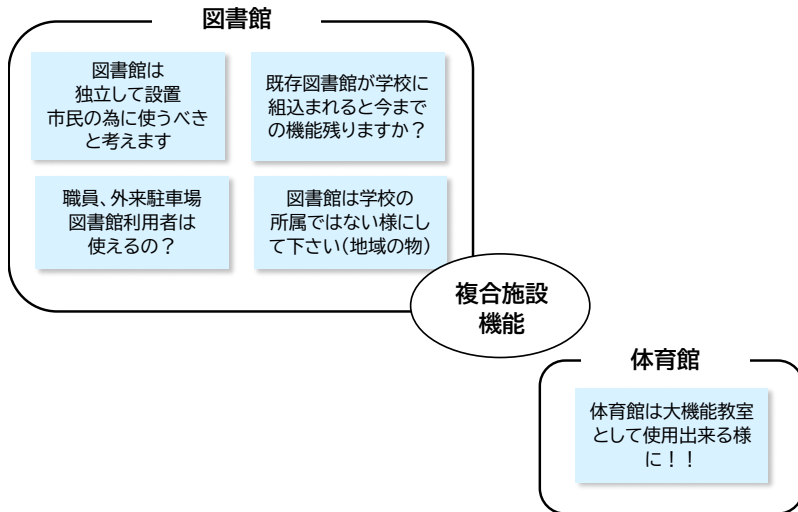 図書館
図書館は
独立して設置
市民の為に使うべき
と考えます
既存図書館が学校に
組込まれると今まで
の機能残りますか？
職員、外来駐車場
図書館利用者は
使えるの？
図書館は学校の
所属ではない様にし
て下さい(地域の物)
複合施設
機能
体育館
体育館は大機能教室
として使用出来る様
に！！